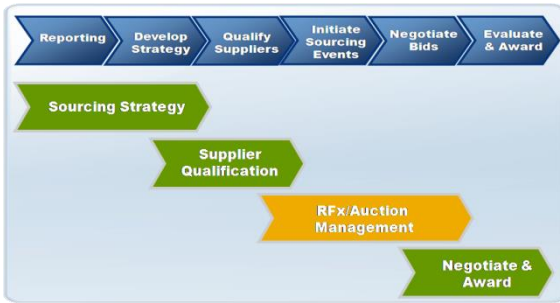 Reporting
Develop
Strategy
Qualify
Suppliers
Initiate
Sourcing
Events
Negotiate
Bids
Evaluate
& Award
Sourcing Strategy
Supplier
Qualification
RFx/Auction
Management
Negotiate &
Award